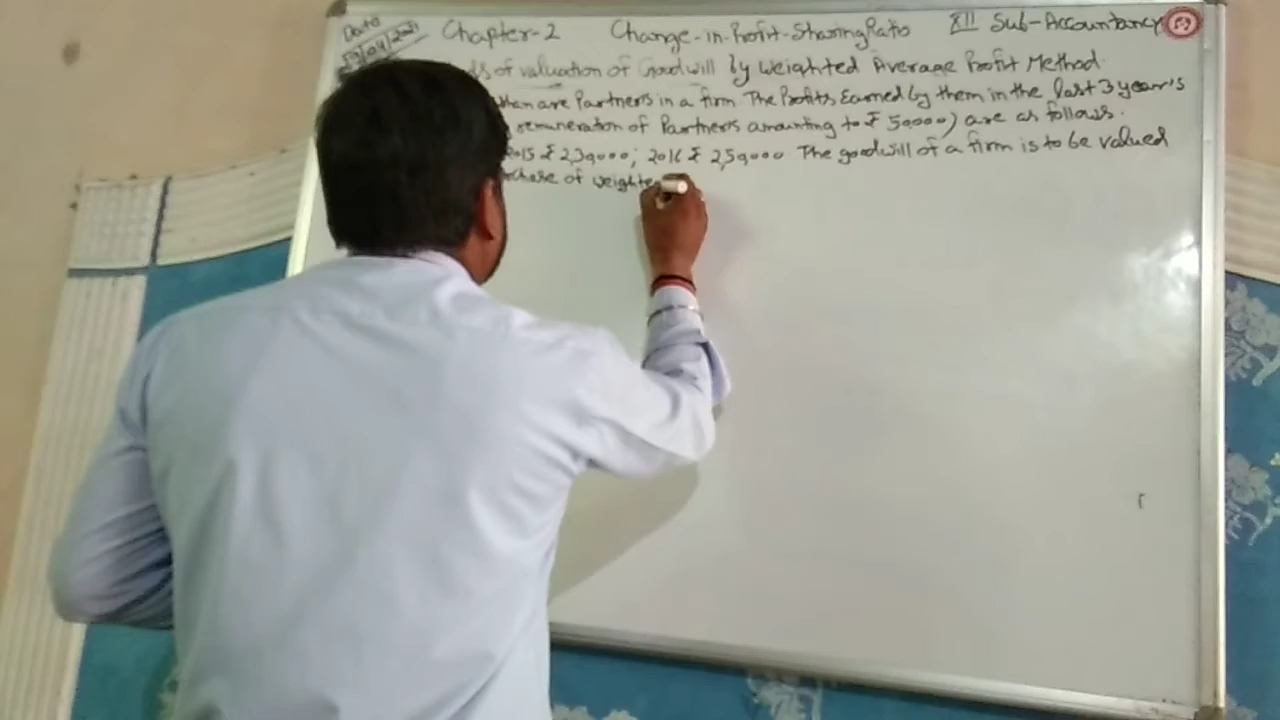 Date
Chapter-2 Change-in-Profit-Sharing Ratio XII Sub-Accountancy
of valuation of Goodwill by Weighted Average Profit Method.
are Partners in a firm The Profits Earned by them in the last 3 year's
remuneration of Partners amounting to ₹ 50000) are as follows.
2015 ₹ 230000; 2016 ₹ 250000 The goodwill of a firm is to be valued
of weighte